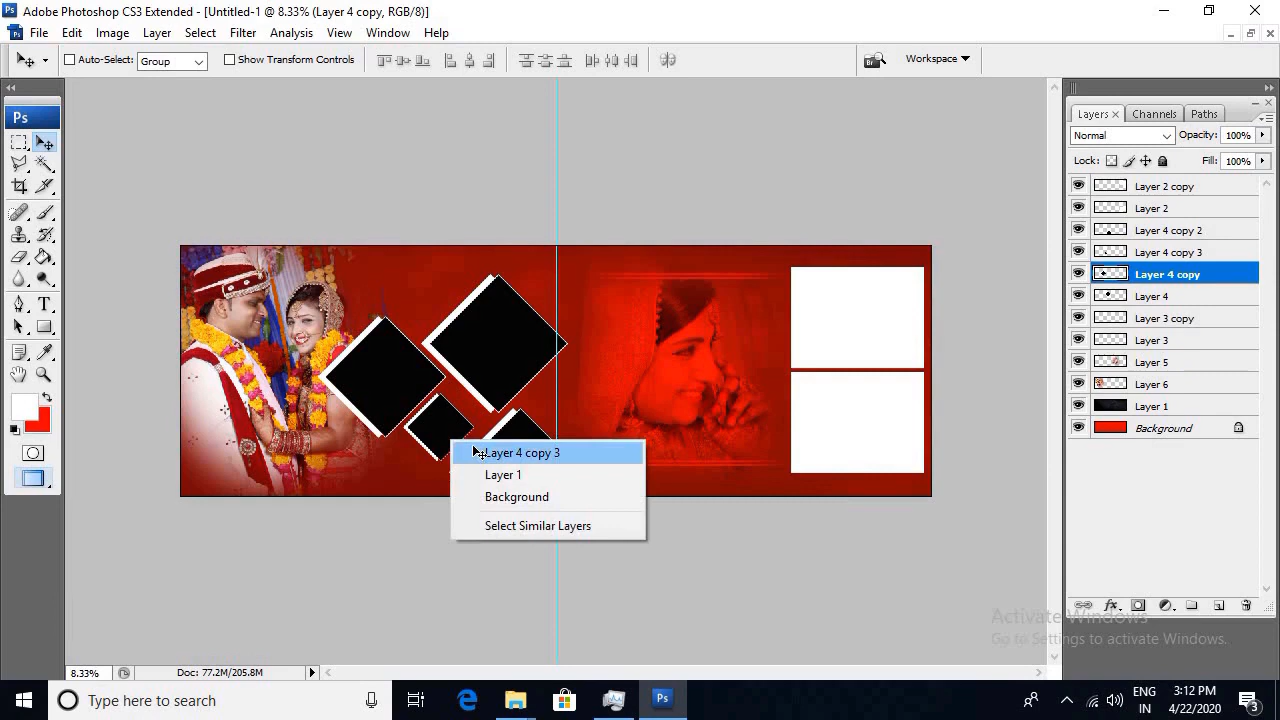 Adobe Photoshop CS3 Extended - [Untitled-1 @ 8.33% (Layer 4 copy, RGB/8)]
File Edit Image Layer Select Filter Analysis View Window Help
Auto-Select: Group Show Transform Controls Br Workspace
Ps
Layers Channels Paths
Normal Opacity: 100%
Lock: Fill: 100%
Layer 2 copy
Layer 2
Layer 4 copy 2
Layer 4 copy 3
Layer 4 copy
Layer 4
Layer 3 copy
Layer 3
Layer 5
Layer 6
Layer 1
Background
Layer 4 copy 3
Layer 1
Background
Select Similar Layers
Activate Windows
Go to Settings to activate Windows.
8.33% Doc: 77.2M/205.8M
Type here to search
Ps
ENG
IN
3:12 PM
4/22/2020
3